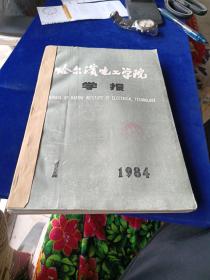 哈尔滨电工学院
学报
JOURNAL OF HARBIN INSTITUTE OF ELECTRICAL TECHNOLOGY
1 1984